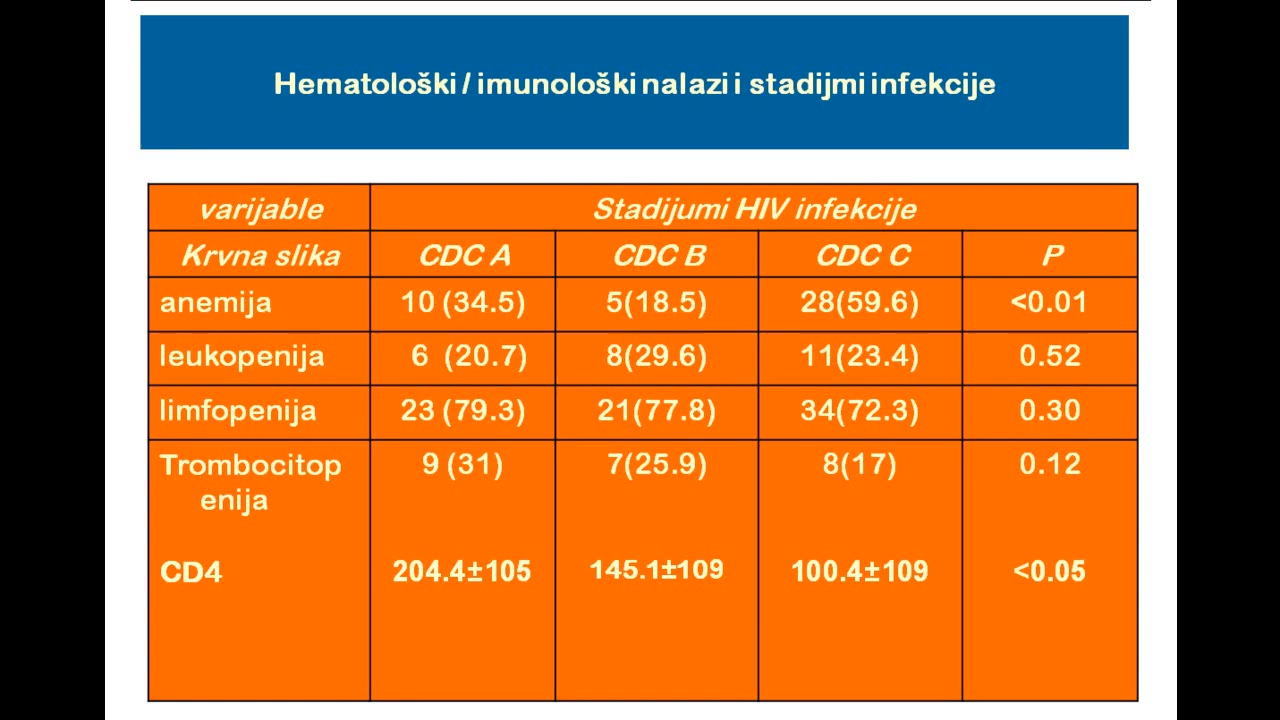 Hematološki / imunološki nalazi i stadijmi infekcije
varijable Stadijumi HIV infekcije
Krvna slika CDC A CDC B CDC C P
anemija 10 (34.5) 5(18.5) 28(59.6) <0.01
leukopenija 6 (20.7) 8(29.6) 11(23.4) 0.52
limfopenija 23 (79.3) 21(77.8) 34(72.3) 0.30
Trombocitop 9 (31) 7(25.9) 8(17) 0.12
enija
CD4 204.4±105 145.1±109 100.4±109 <0.05